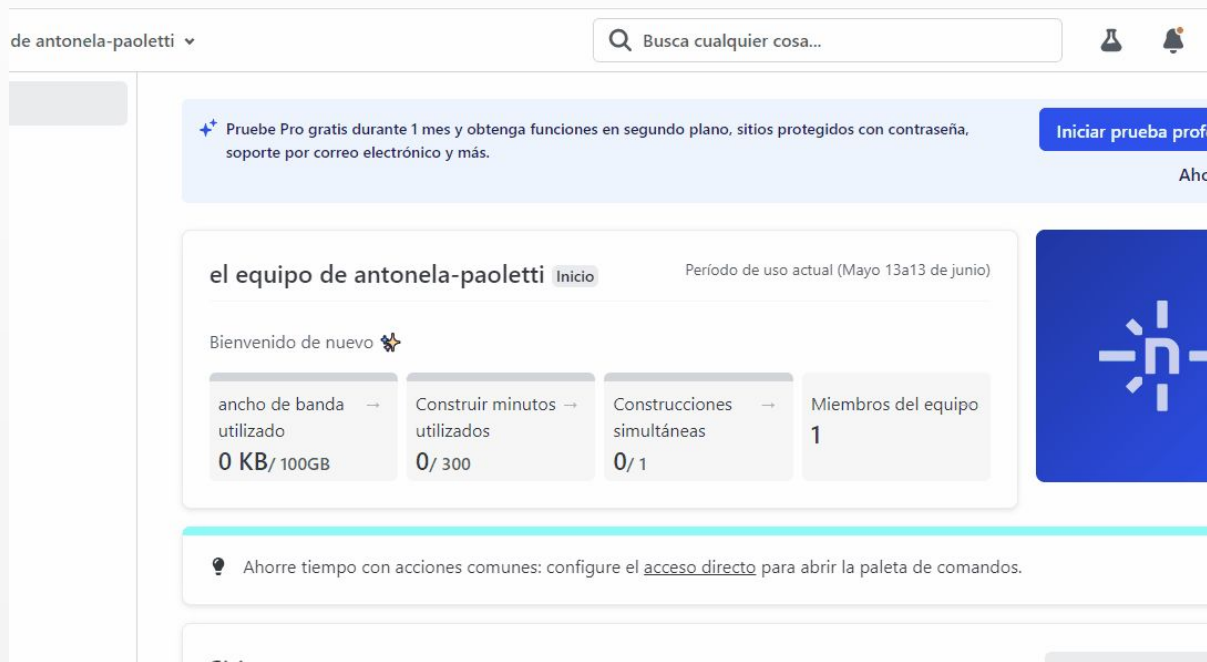 de antonela-paoletti
Busca cualquier cosa...
Pruebe Pro gratis durante 1 mes y obtenga funciones en segundo plano, sitios protegidos con contraseña,
soporte por correo electrónico y más.
Iniciar prueba
el equipo de antonela-paoletti Inicio
Período de uso actual (Mayo 13a13 de junio)
Bienvenido de nuevo
ancho de banda →
utilizado
0 KB/ 100GB
Construir minutos →
utilizados
0/ 300
Construcciones →
simultáneas
0/ 1
Miembros del equipo
1
n
Ahorre tiempo con acciones comunes: configure el acceso directo para abrir la paleta de comandos.